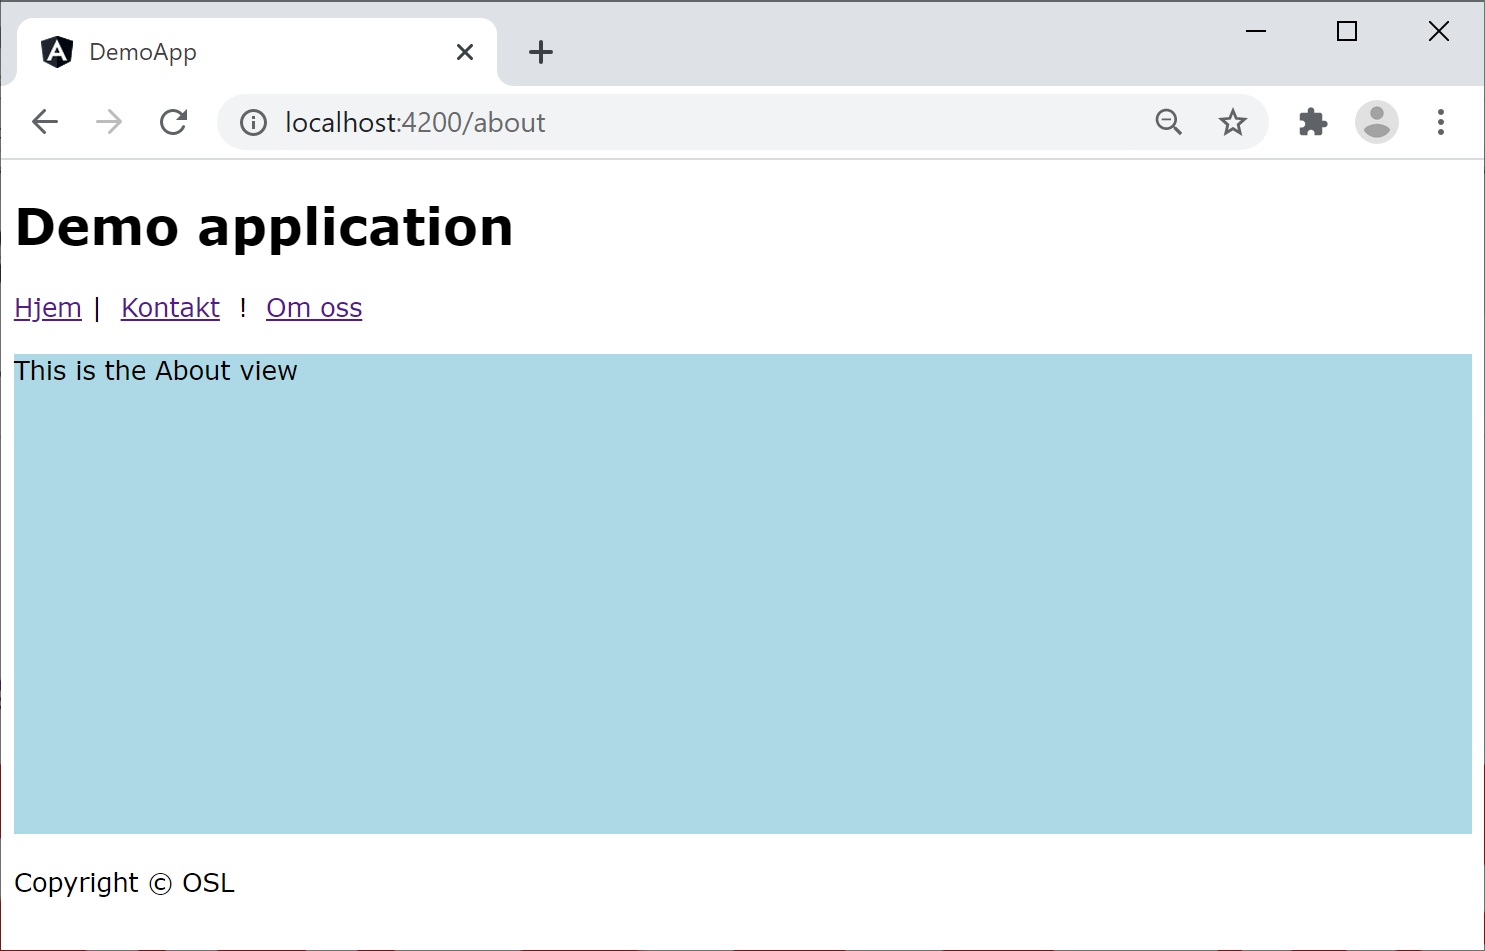 DemoApp
localhost:4200/about
Demo application
Hjem | Kontakt ! Om oss
This is the About view
Copyright © OSL